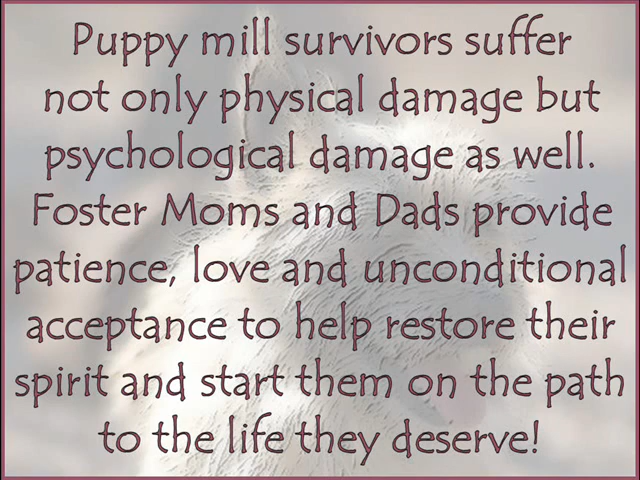 Puppy mill survivors suffer
not only physical damage but
psychological damage as well.
Foster Moms and Dads provide
patience, love and unconditional
acceptance to help restore their
spirit and start them on the path
to the life they deserve!